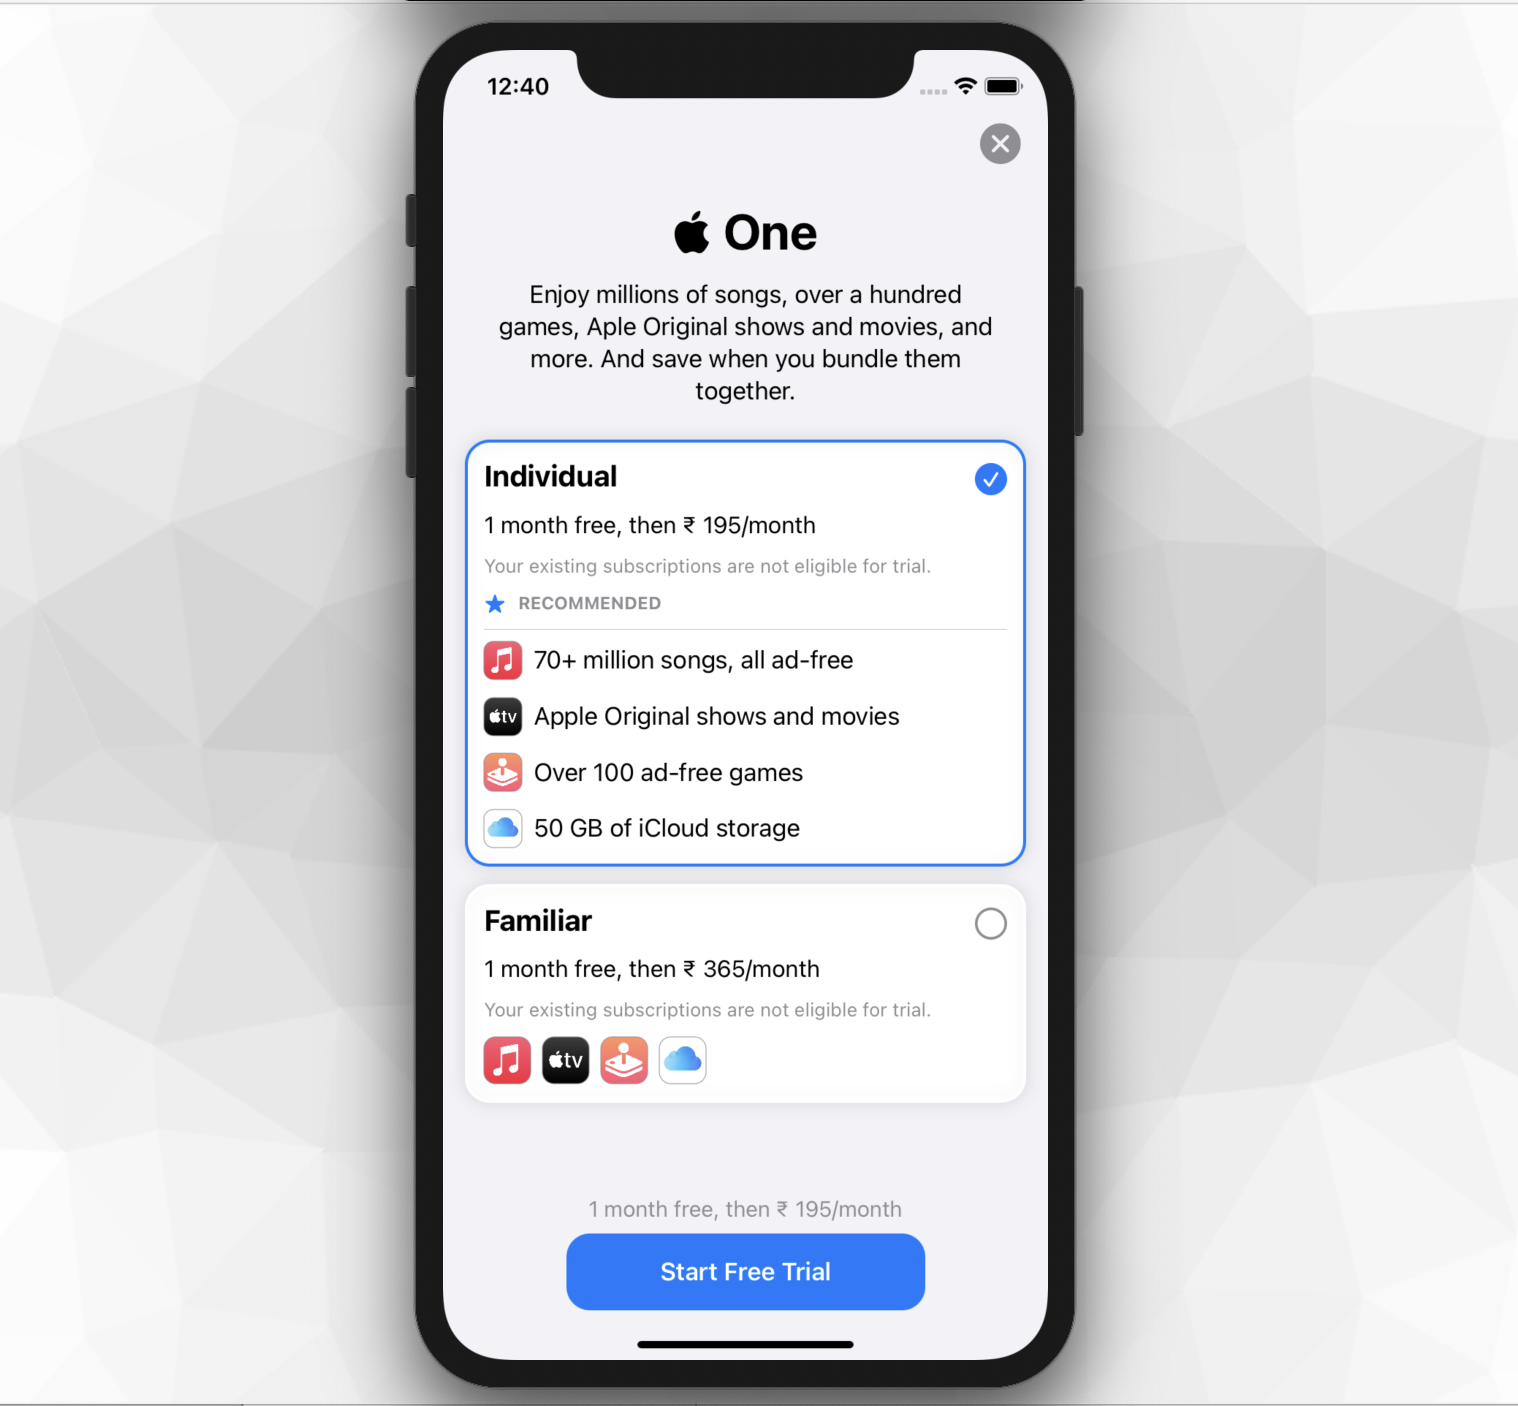 12:40
One
Enjoy millions of songs, over a hundred
games, Aple Original shows and movies, and
more. And save when you bundle them
together.
Individual
1 month free, then ₹ 195/month
Your existing subscriptions are not eligible for trial.
RECOMMENDED
70+ million songs, all ad-free
tv
Apple Original shows and movies
Over 100 ad-free games
50 GB of iCloud storage
Familiar
1 month free, then ₹ 365/month
Your existing subscriptions are not eligible for trial.
tv
1 month free, then ₹ 195/month
Start Free Trial